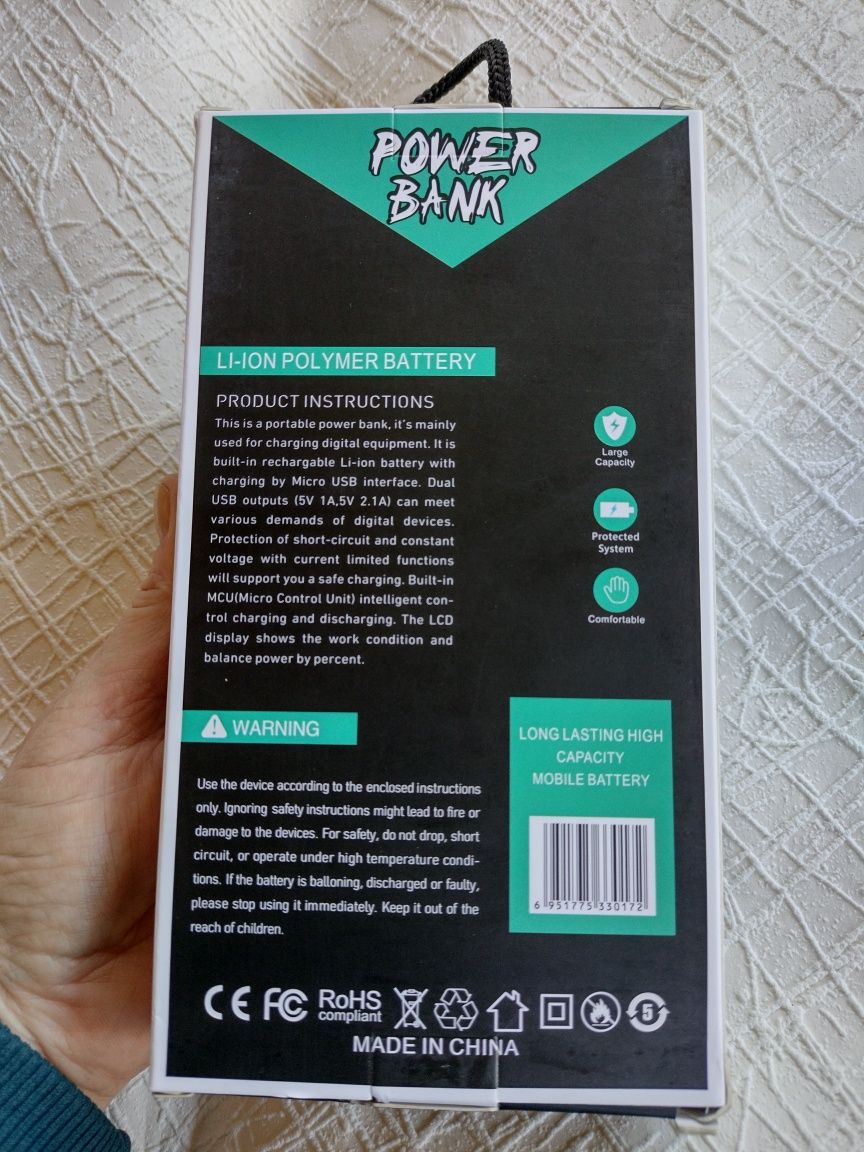 POWER
BANK
LI-ION POLYMER BATTERY
PRODUCT INSTRUCTIONS
This is a portable power bank, it's mainly
used for charging digital equipment. It is
built-in rechargable Li-ion battery with
charging by Micro USB interface. Dual
USB outputs (5V 1A,5V 2.1A) can meet
various demands of digital devices.
Protection of short-circuit and constant
voltage with current limited functions
will support you a safe charging. Built-in
MCU(Micro Control Unit) intelligent con-
trol charging and discharging. The LCD
display shows the work condition and
balance power by percent.
Large
Capacity
Protected
System
Comfortable
WARNING
Use the device according to the enclosed instructions
only. Ignoring safety instructions might lead to fire or
damage to the devices. For safety, do not drop, short
circuit, or operate under high temperature condi-
tions. If the battery is balloning, discharged or faulty,
please stop using it immediately. Keep it out of the
reach of children.
LONG LASTING HIGH
CAPACITY
MOBILE BATTERY
6 951775 330172
CE FC RoHS
compliant
5
MADE IN CHINA